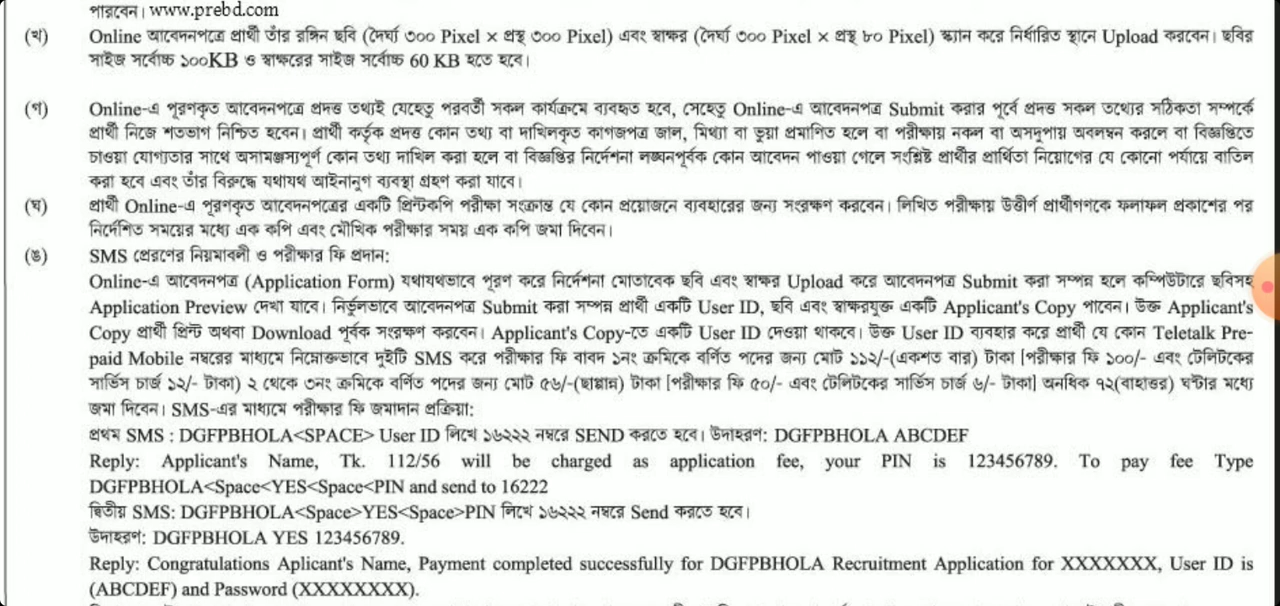 পারবেন। www.prebd.com
(খ) Online আবেদনপত্রে প্রার্থী তাঁর রঙ্গিন ছবি (দৈর্ঘ্য ৩০০ Pixel × প্রস্থ ৩০০ Pixel) এবং স্বাক্ষর (দৈর্ঘ্য ৩০০ Pixel × প্রস্থ ৮০ Pixel) স্ক্যান করে নির্ধারিত স্থানে Upload করবেন। ছবির
সাইজ সর্বোচ্চ ১০০KB ও স্বাক্ষরের সাইজ সর্বোচ্চ 60 KB হতে হবে।
(গ) Online-এ পূরণকৃত আবেদনপত্রে প্রদত্ত তথ্যই যেহেতু পরবর্তী সকল কার্যক্রমে ব্যবহৃত হবে, সেহেতু Online-এ আবেদনপত্র Submit করার পূর্বে প্রদত্ত সকল তথ্যের সঠিকতা সম্পর্কে
প্রার্থী নিজে শতভাগ নিশ্চিত হবেন। প্রার্থী কর্তৃক প্রদত্ত কোন তথ্য বা দাখিলকৃত কাগজপত্র জাল, মিথ্যা বা ভুয়া প্রমাণিত হলে বা পরীক্ষায় নকল বা অসদুপায় অবলম্বন করলে বা বিজ্ঞপ্তিতে
চাওয়া যোগ্যতার সাথে অসামঞ্জস্যপূর্ণ কোন তথ্য দাখিল করা হলে বা বিজ্ঞপ্তির নির্দেশনা লঙ্ঘনপূর্বক কোন আবেদন পাওয়া গেলে সংশ্লিষ্ট প্রার্থীর প্রার্থিতা নিয়োগের যে কোনো পর্যায়ে বাতিল
করা হবে এবং তাঁর বিরুদ্ধে যথাযথ আইনানুগ ব্যবস্থা গ্রহণ করা যাবে।
(ঘ) প্রার্থী Online-এ পূরণকৃত আবেদনপত্রের একটি প্রিন্টকপি পরীক্ষা সংক্রান্ত যে কোন প্রয়োজনে ব্যবহারের জন্য সংরক্ষণ করবেন। লিখিত পরীক্ষায় উত্তীর্ণ প্রার্থীগণকে ফলাফল প্রকাশের পর
নির্দেশিত সময়ের মধ্যে এক কপি এবং মৌখিক পরীক্ষার সময় এক কপি জমা দিবেন।
(ঙ) SMS প্রেরণের নিয়মাবলী ও পরীক্ষার ফি প্রদান:
Online-এ আবেদনপত্র (Application Form) যথাযথভাবে পূরণ করে নির্দেশনা মোতাবেক ছবি এবং স্বাক্ষর Upload করে আবেদনপত্র Submit করা সম্পন্ন হলে কম্পিউটারে ছবিসহ
Application Preview দেখা যাবে। নির্ভুলভাবে আবেদনপত্র Submit করা সম্পন্ন প্রার্থী একটি User ID, ছবি এবং স্বাক্ষরযুক্ত একটি Applicant's Copy পাবেন। উক্ত Applicant's
Copy প্রার্থী প্রিন্ট অথবা Download পূর্বক সংরক্ষণ করবেন। Applicant's Copy-তে একটি User ID দেওয়া থাকবে। উক্ত User ID ব্যবহার করে প্রার্থী যে কোন Teletalk Pre-
paid Mobile নম্বরের মাধ্যমে নিম্নোক্তভাবে দুইটি SMS করে পরীক্ষার ফি বাবদ ১নং ক্রমিকে বর্ণিত পদের জন্য মোট ১১২/-(একশত বার) টাকা [পরীক্ষার ফি ১০০/- এবং টেলিটকের
সার্ভিস চার্জ ১২/- টাকা) ২ থেকে ৩নং ক্রমিকে বর্ণিত পদের জন্য মোট ৫৬/-(ছাপ্পান্ন) টাকা [পরীক্ষার ফি ৫০/- এবং টেলিটকের সার্ভিস চার্জ ৬/- টাকা] অনধিক ৭২(বাহাত্তর) ঘন্টার মধ্যে
জমা দিবেন। SMS-এর মাধ্যমে পরীক্ষার ফি জমাদান প্রক্রিয়া:
প্রথম SMS : DGFPBHOLA<SPACE> User ID লিখে ১৬২২২ নম্বরে SEND করতে হবে। উদাহরণ: DGFPBHOLA ABCDEF
Reply: Applicant's Name, Tk. 112/56 will be charged as application fee, your PIN is 123456789. To pay fee Type
DGFPBHOLA<Space<YES<Space<PIN and send to 16222
দ্বিতীয় SMS: DGFPBHOLA<Space>YES<Space>PIN লিখে ১৬২২২ নম্বরে Send করতে হবে।
উদাহরণ: DGFPBHOLA YES 123456789.
Reply: Congratulations Aplicant's Name, Payment completed successfully for DGFPBHOLA Recruitment Application for XXXXXXX, User ID is
(ABCDEF) and Password (XXXXXXXX).